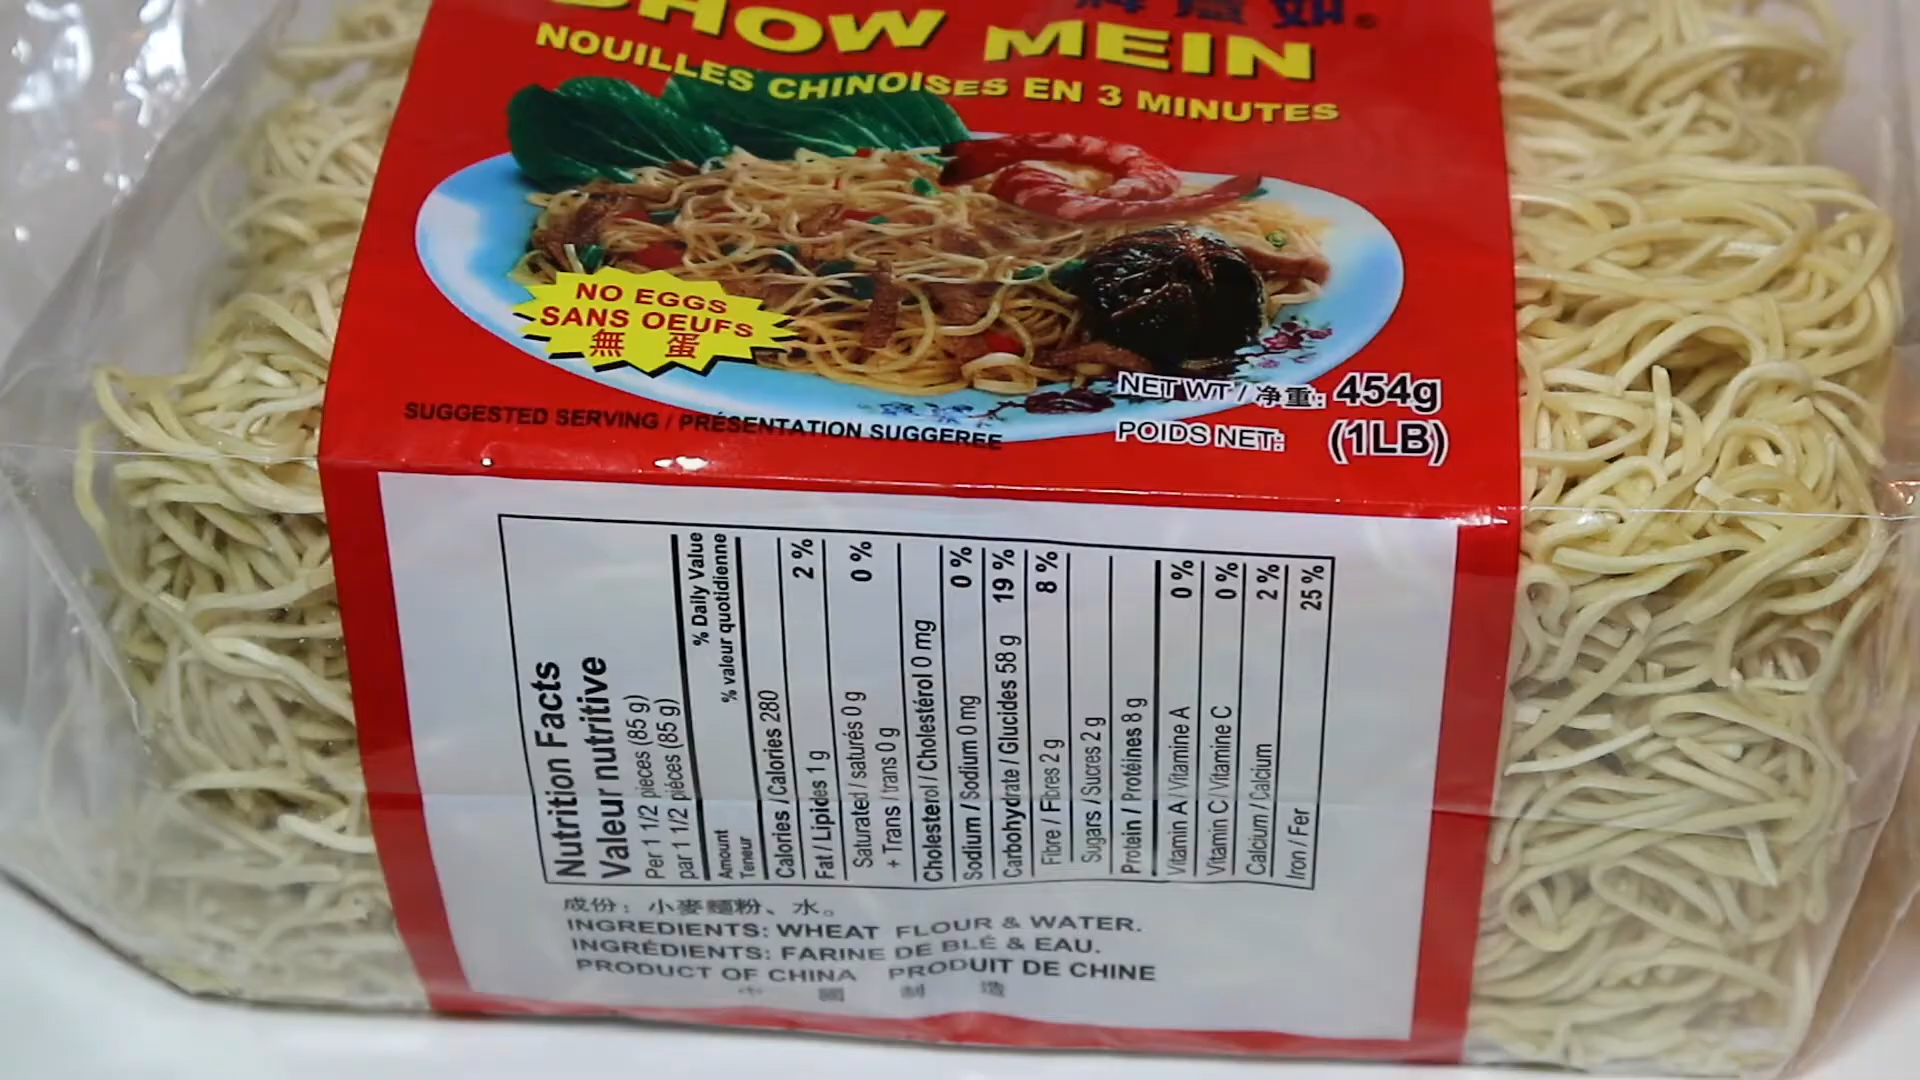 CHOW MEIN
NOUILLES CHINOISES EN 3 MINUTES
NO EGGS
SANS OEUFS
無 蛋
NET WT / 净重: 454g
POIDS NET: (1LB)
SUGGESTED SERVING / PRÉSENTATION SUGGEREE
Nutrition Facts
Valeur nutritive
Per 1 1/2 pieces (85 g)
par 1 1/2 pièces (85 g)
Amount % Daily Value
Teneur % valeur quotidienne
Calories / Calories 280
Fat / Lipides 1 g 2 %
Saturated / saturés 0 g 0 %
+ Trans / trans 0 g
Cholesterol / Cholestérol 0 mg
Sodium / Sodium 0 mg 0 %
Carbohydrate / Glucides 58 g 19 %
Fibre / Fibres 2 g 8 %
Sugars / Sucres 2 g
Protein / Protéines 8 g
Vitamin A / Vitamine A 0 %
Vitamin C / Vitamine C 0 %
Calcium / Calcium 2 %
Iron / Fer 25 %
成份: 小麥麵粉、水。
INGREDIENTS: WHEAT FLOUR & WATER.
INGRÉDIENTS: FARINE DE BLÉ & EAU.
PRODUCT OF CHINA PRODUIT DE CHINE
中 國 制 造